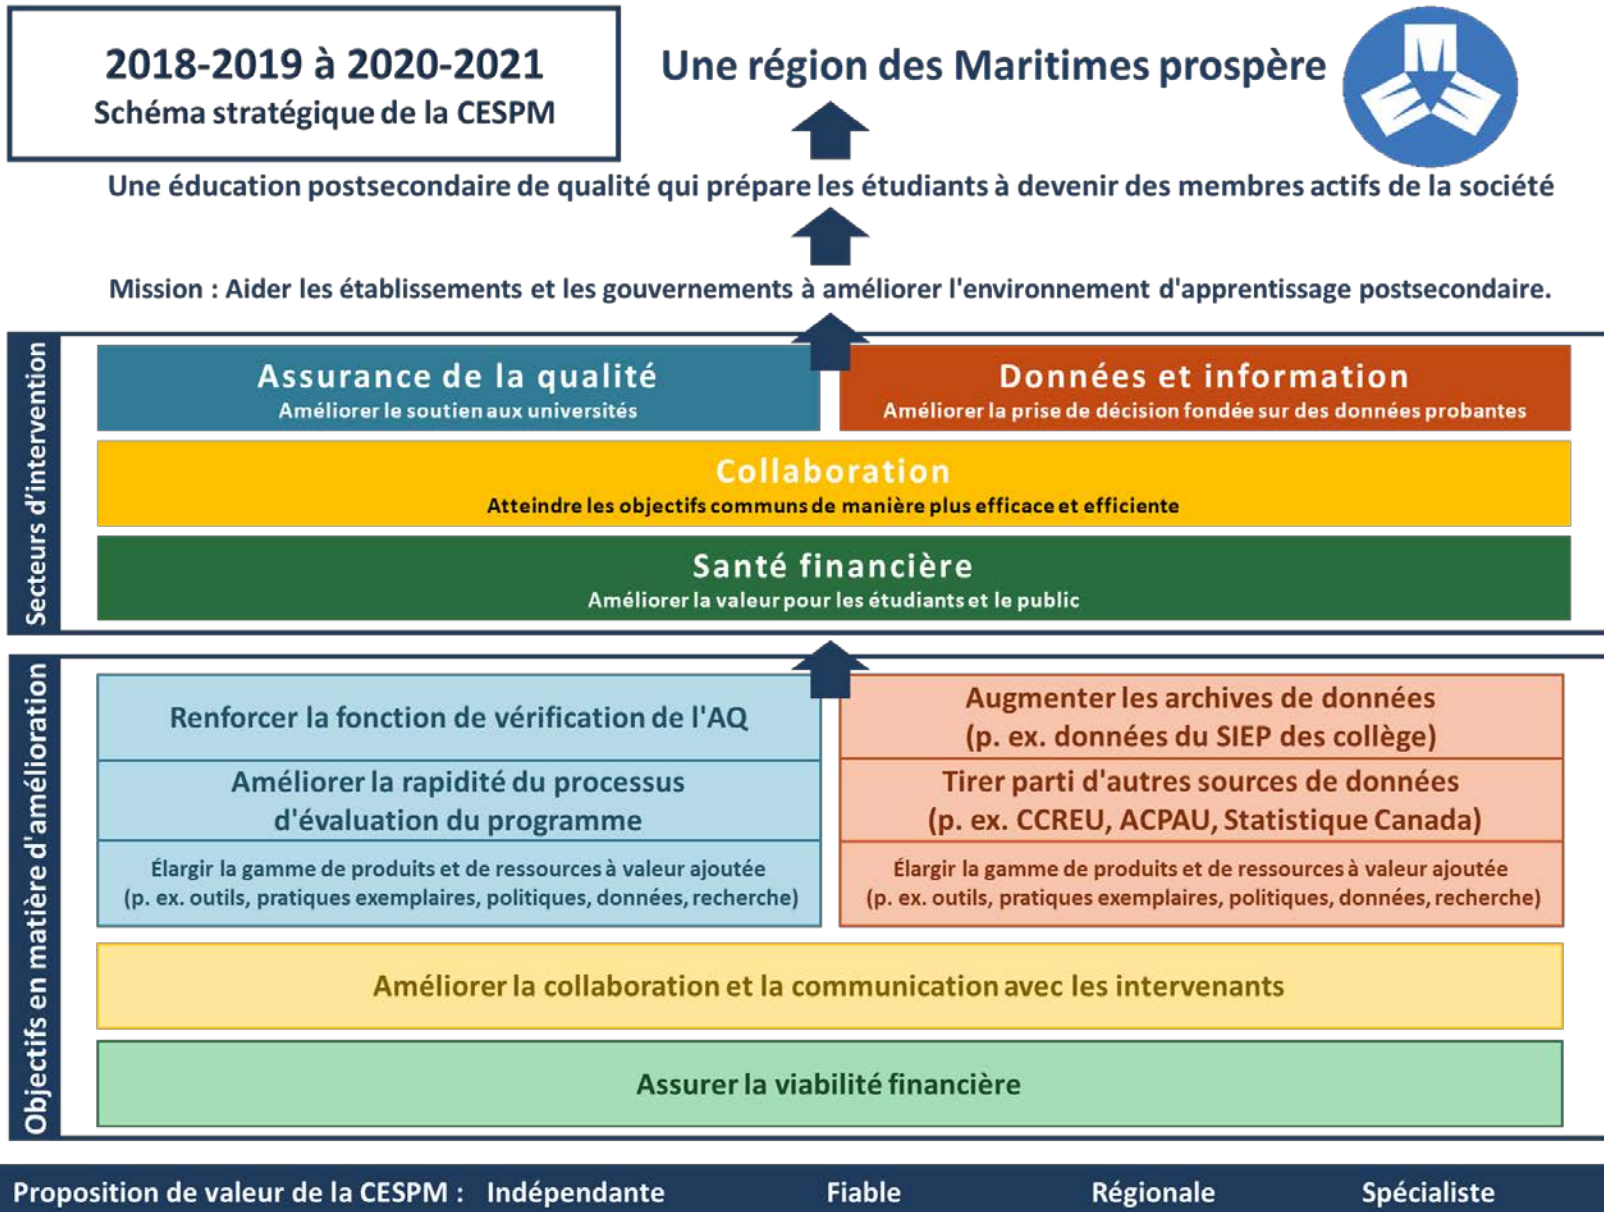 2018-2019 à 2020-2021
Schéma stratégique de la CESPM
Une région des Maritimes prospère
M
Une éducation postsecondaire de qualité qui prépare les étudiants à devenir des membres actifs de la société
Mission : Aider les établissements et les gouvernements à améliorer l'environnement d'apprentissage postsecondaire.
Secteurs d'intervention
Assurance de la qualité
Améliorer le soutien aux universités
Données et information
Améliorer la prise de décision fondée sur des données probantes
Collaboration
Atteindre les objectifs communs de manière plus efficace et efficiente
Santé financière
Améliorer la valeur pour les étudiants et le public
Objectifs en matière d'amélioration
Renforcer la fonction de vérification de l'AQ
Améliorer la rapidité du processus
d'évaluation du programme
Élargir la gamme de produits et de ressources à valeur ajoutée
(p. ex. outils, pratiques exemplaires, politiques, données, recherche)
Augmenter les archives de données
(p. ex. données du SIEP des collège)
Tirer parti d'autres sources de données
(p. ex. CCREU, ACPAU, Statistique Canada)
Élargir la gamme de produits et de ressources à valeur ajoutée
(p. ex. outils, pratiques exemplaires, politiques, données, recherche)
Améliorer la collaboration et la communication avec les intervenants
Assurer la viabilité financière
Proposition de valeur de la CESPM : Indépendante Fiable Régionale Spécialiste